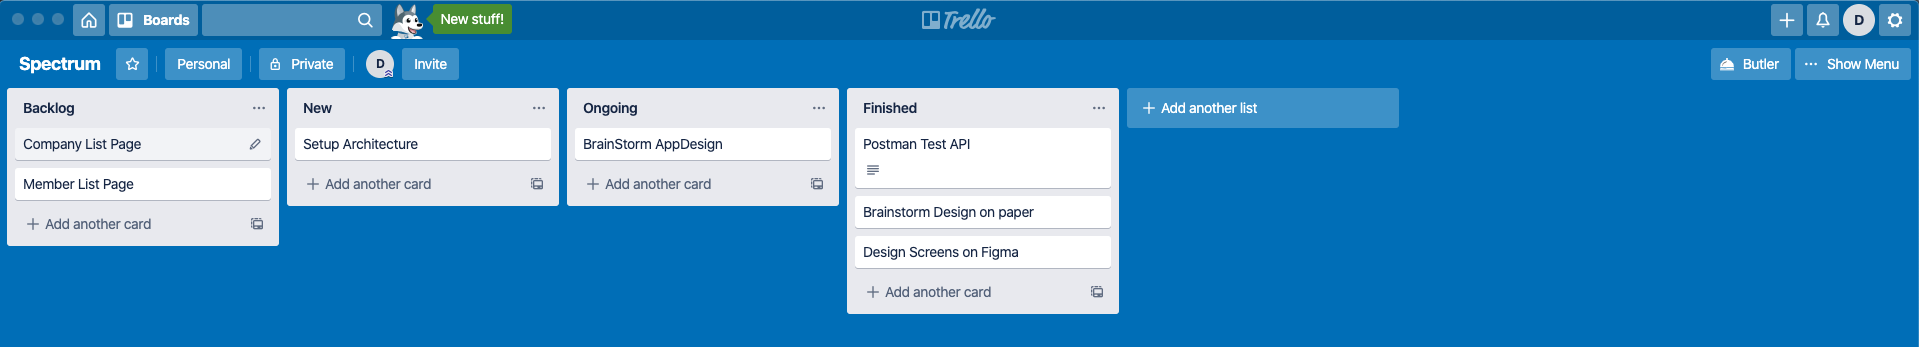 Boards
New stuff!
Trello
D
Spectrum
Personal
Private
D
Invite
Butler
Show Menu
Backlog
Company List Page
Member List Page
Add another card
New
Setup Architecture
Add another card
Ongoing
BrainStorm AppDesign
Add another card
Finished
Postman Test API
Brainstorm Design on paper
Design Screens on Figma
Add another card
Add another list